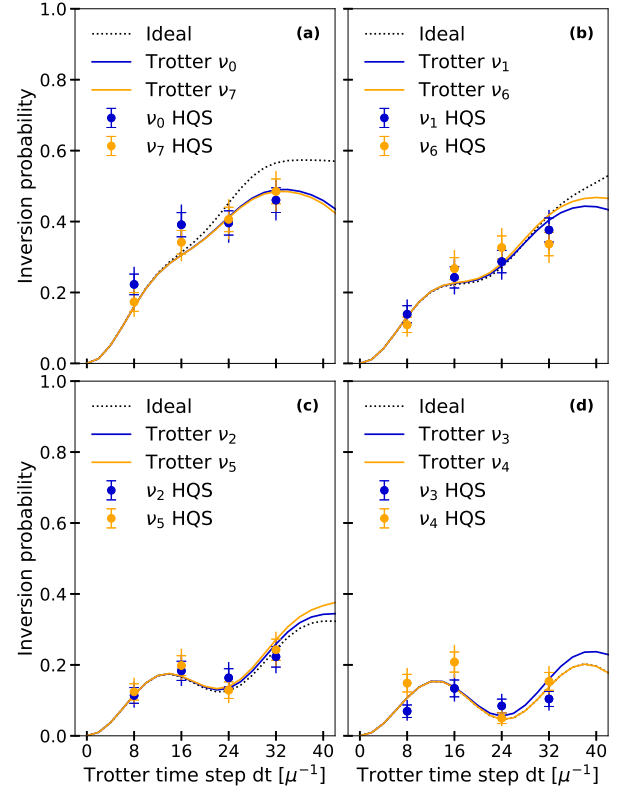 1.0
0.8
0.6
0.4
0.2
0.0
Inversion probability
Ideal
Trotter ν0
Trotter ν7
ν0 HQS
ν7 HQS
(a)
Ideal
Trotter ν1
Trotter ν6
ν1 HQS
ν6 HQS
(b)
1.0
0.8
0.6
0.4
0.2
0.0
Inversion probability
Ideal
Trotter ν2
Trotter ν5
ν2 HQS
ν5 HQS
(c)
0 8 16 24 32 40
Trotter time step dt [μ⁻¹]
Ideal
Trotter ν3
Trotter ν4
ν3 HQS
ν4 HQS
(d)
0 8 16 24 32 40
Trotter time step dt [μ⁻¹]